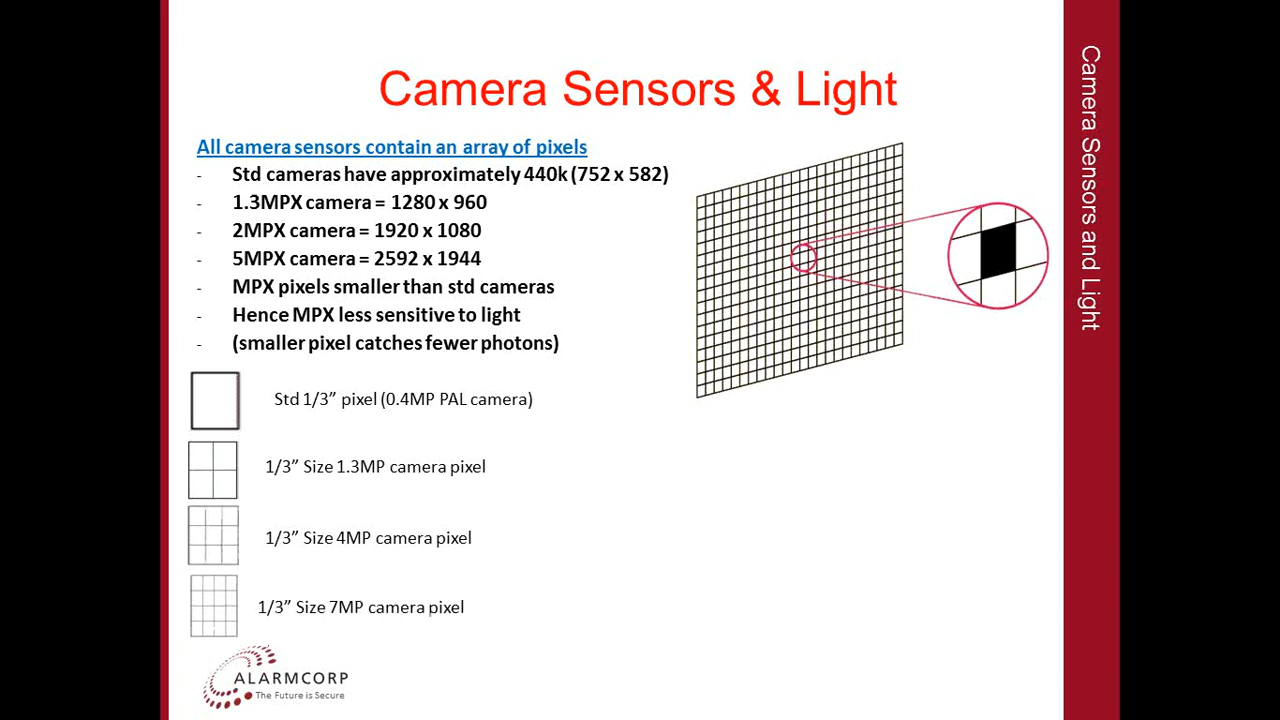 Camera Sensors & Light
All camera sensors contain an array of pixels
- Std cameras have approximately 440k (752 x 582)
- 1.3MPX camera = 1280 x 960
- 2MPX camera = 1920 x 1080
- 5MPX camera = 2592 x 1944
- MPX pixels smaller than std cameras
- Hence MPX less sensitive to light
- (smaller pixel catches fewer photons)
Std 1/3” pixel (0.4MP PAL camera)
1/3” Size 1.3MP camera pixel
1/3” Size 4MP camera pixel
1/3” Size 7MP camera pixel
ALARMCORP
The Future is Secure
Camera Sensors and Light